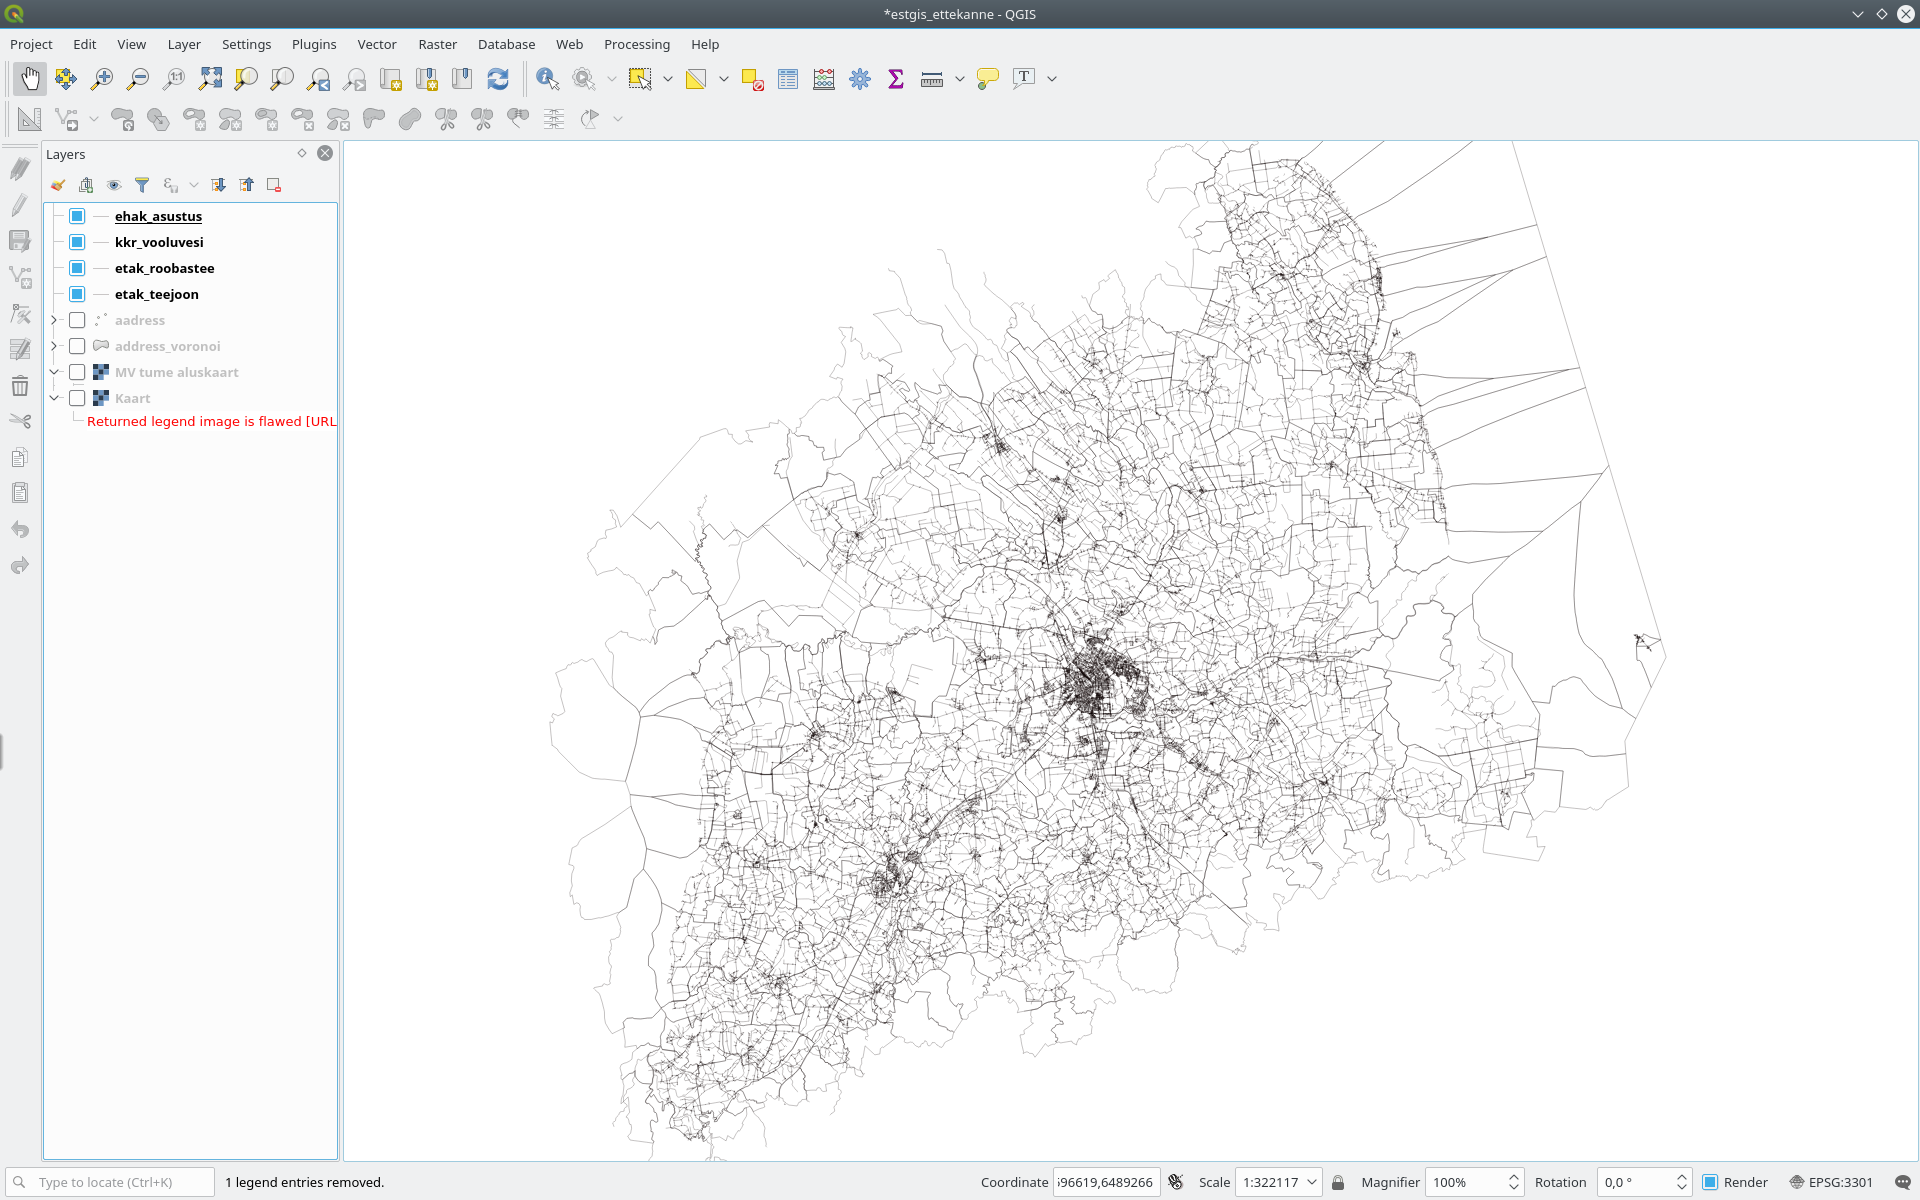 *estgis_ettekanne - QGIS
Project Edit View Layer Settings Plugins Vector Raster Database Web Processing Help
Layers
ehak_asustus
kkr_vooluvesi
etak_roobastee
etak_teejoon
aadress
address_voronoi
MV tume aluskaart
Kaart
Returned legend image is flawed [URL
Type to locate (Ctrl+K) 1 legend entries removed. Coordinate 596619,6489266 Scale 1:322117 Magnifier 100% Rotation 0,0 ° Render EPSG:3301